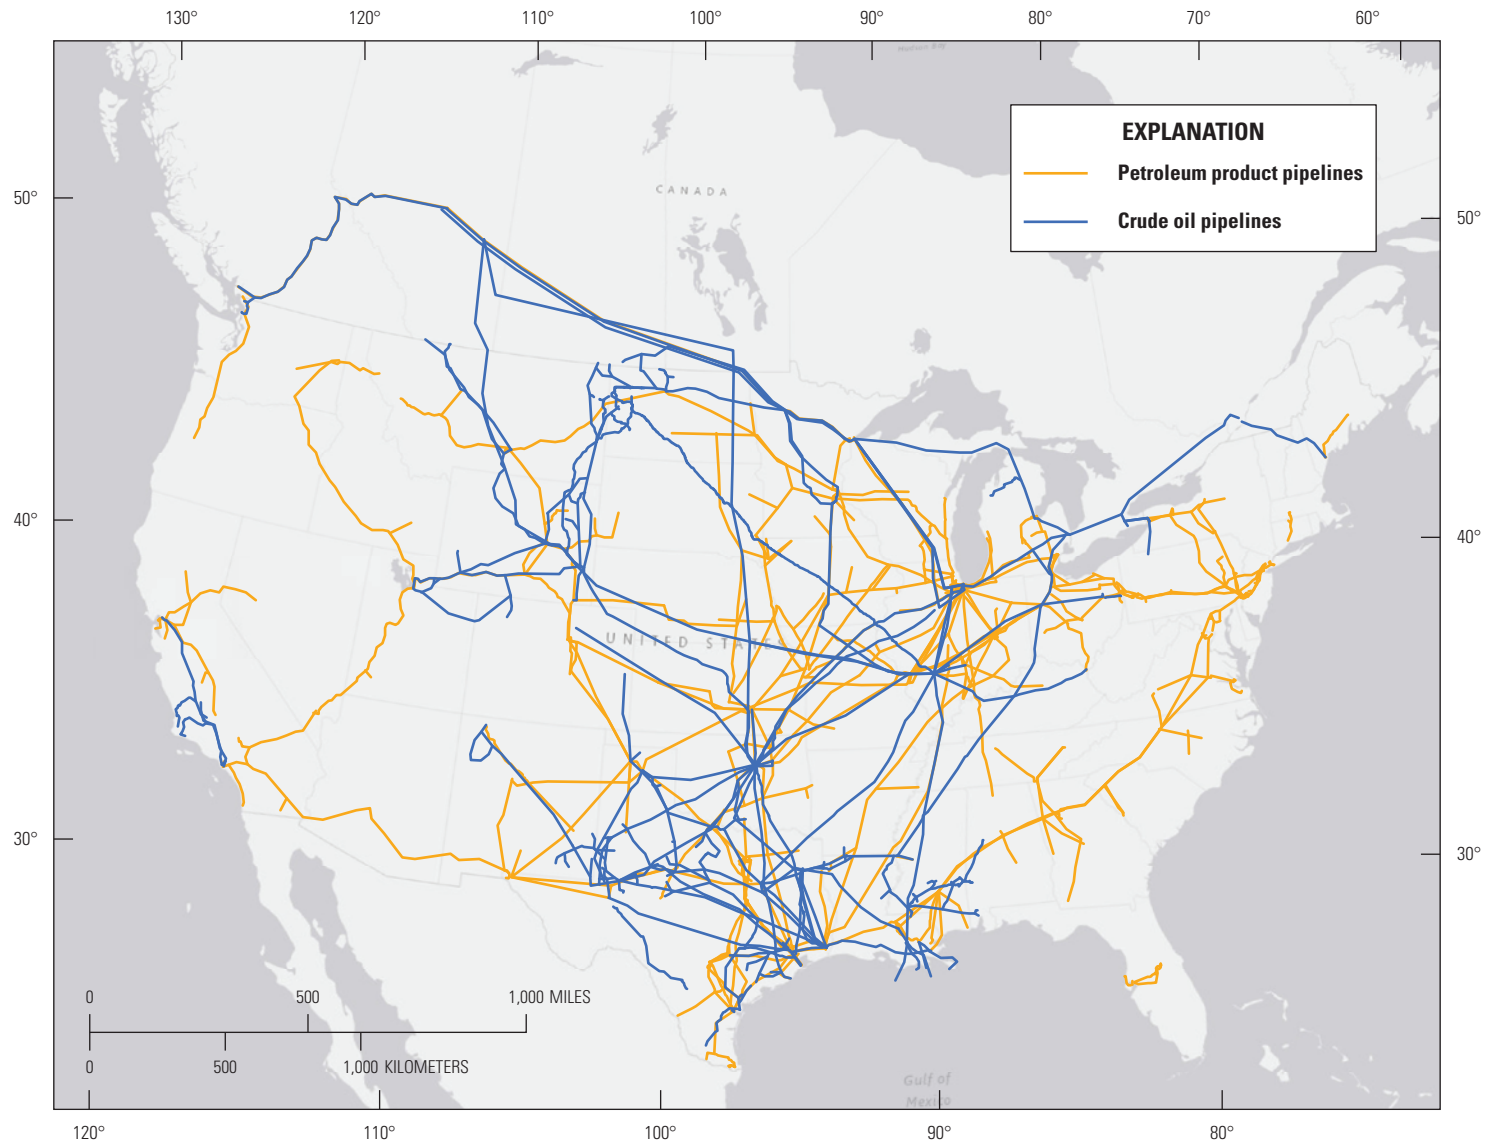 130° 120° 110° 100° 90° 80° 70° 60°
Hudson Bay
EXPLANATION
Petroleum product pipelines
Crude oil pipelines
CANADA
50° 50°
40° 40°
UNITED STATES
30° 30°
0 500 1,000 MILES
0 500 1,000 KILOMETERS
Gulf of
Mexico
120° 110° 100° 90° 80°